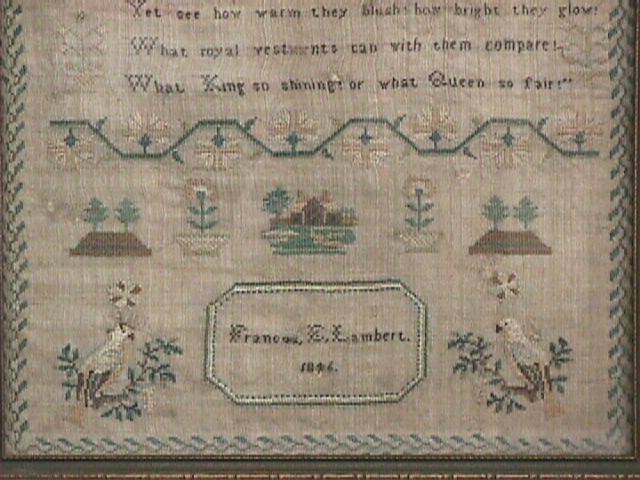 Yet see how warm they blush! how bright they glow!
What royal vestments can with them compare!
What King so shining! or what Queen so fair!"
Frances, E, Lambert.
1846.